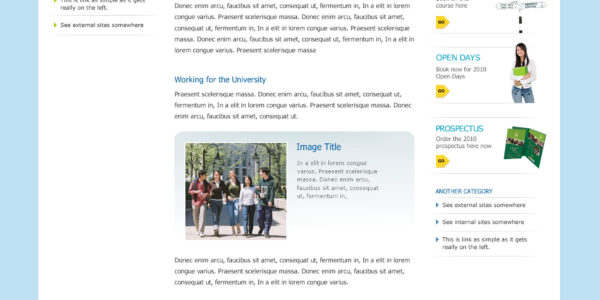 This is link as simple as it gets
really on the left.
See external sites somewhere
Donec enim arcu, faucibus sit amet, consequat ut, fermentum in, In a elit in
lorem congue varius. Praesent scelerisque massa. Donec enim arcu, faucibus
sit amet, consequat ut, fermentum in, In a elit in lorem congue varius.
Praesent scelerisque massa. Donec enim arcu, faucibus sit amet,
consequat ut, fermentum in, In a elit in lorem congue varius. Praesent scelerisque massa
Working for the University
Praesent scelerisque massa. Donec enim arcu, faucibus sit amet, consequat ut,
fermentum in, In a elit in lorem congue varius. Praesent scelerisque massa. Donec
enim arcu, faucibus sit amet, consequat ut.
Image Title
In a elit in lorem congue
varius. Praesent scelerisque
massa. Donec enim arcu,
faucibus sit amet, consequat
ut, fermentum in,
Donec enim arcu, faucibus sit amet, consequat ut, fermentum in, In a elit in lorem
congue varius. Praesent scelerisque massa. Donec enim arcu, faucibus sit amet,
consequat ut, fermentum in, In a elit in lorem congue varius.
course here
GO
OPEN DAYS
Book now for 2010
Open Days
GO
PROSPECTUS
Order the 2010
prospectus here now
GO
ANOTHER CATEGORY
See external sites somewhere
See internal sites somewhere
This is link as simple as it gets
really on the left.